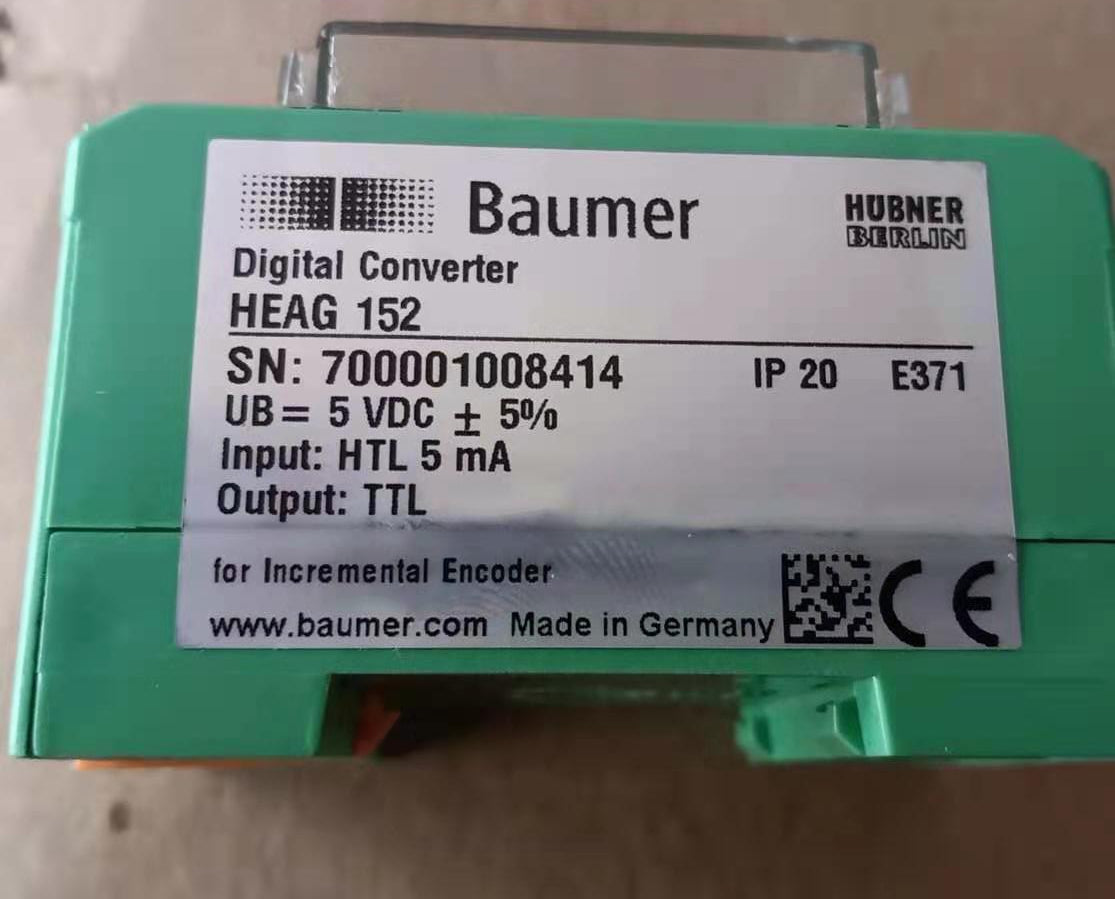 Baumer
HÜBNER
BERLIN
Digital Converter
HEAG 152
SN: 700001008414 IP 20 E371
UB = 5 VDC ± 5%
Input: HTL 5 mA
Output: TTL
for Incremental Encoder
www.baumer.com Made in Germany CE